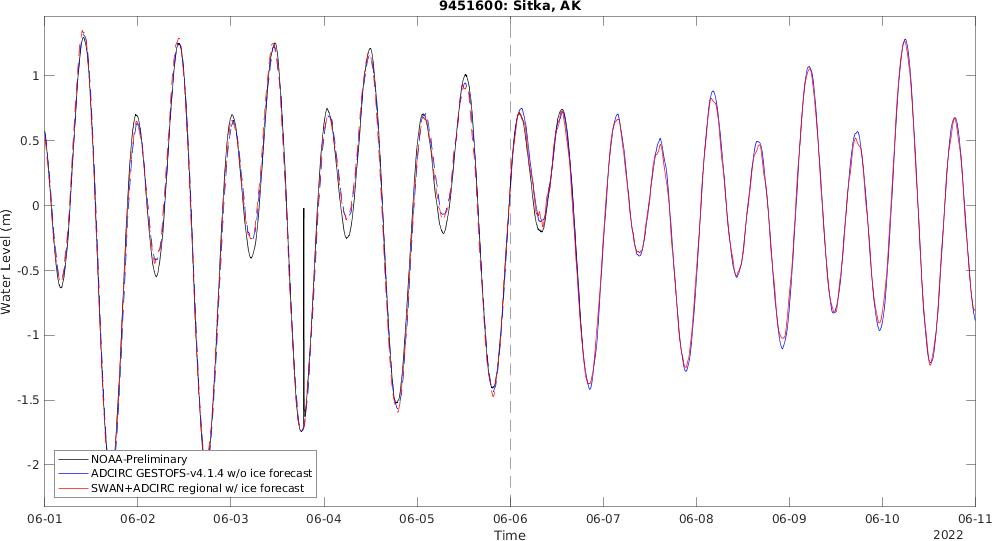 9451600: Sitka, AK
Water Level (m)
1
0.5
0
-0.5
-1
-1.5
-2
NOAA-Preliminary
ADCIRC GESTOFS-v4.1.4 w/o ice forecast
SWAN+ADCIRC regional w/ ice forecast
06-01 06-02 06-03 06-04 06-05 06-06 06-07 06-08 06-09 06-10 06-11
Time
2022